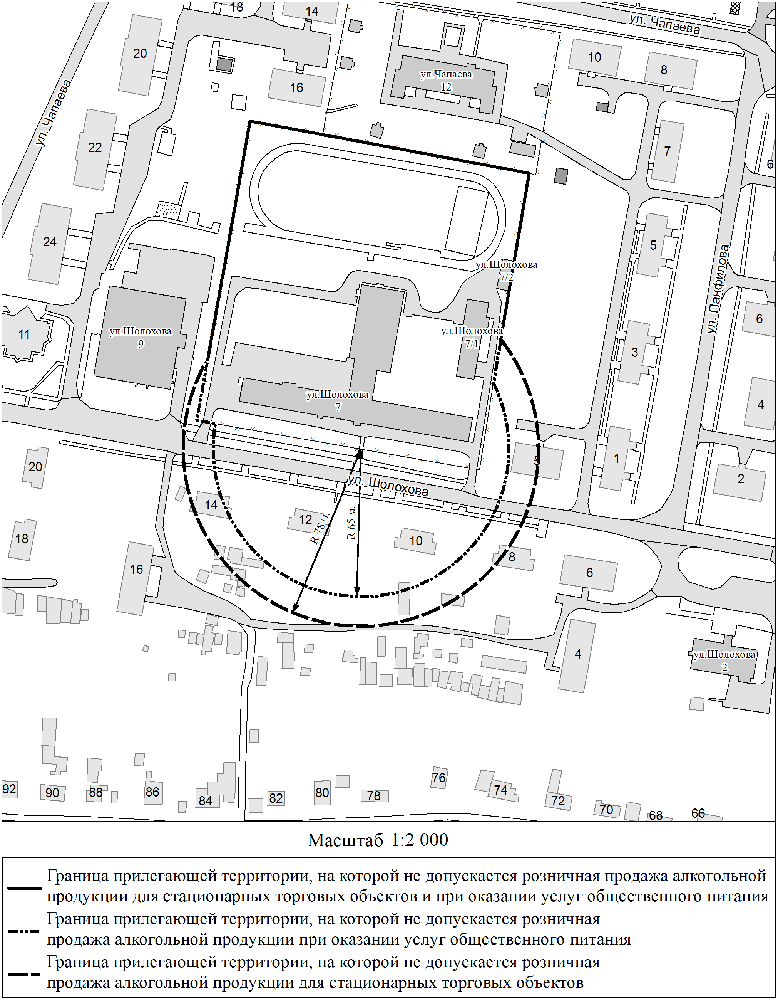 18
14
ул. Чапаева
20
10
8
ул.Чапаева
12
16
ул. Чапаева
22
7
6
24
5
ул.Шолохова
7/2
ул. Панфилова
11
ул.Шолохова
9
ул.Шолохова
7/1
6
3
ул.Шолохова
7
4
20
5
1
2
ул. Шолохова
14
12
R 78 м.
R 65 м.
18
10
16
8
6
4
ул.Шолохова
2
92
90
88
86
84
82
80
78
76
74
72
70
68
66
Масштаб 1:2 000
Граница прилегающей территории, на которой не допускается розничная продажа алкогольной
продукции для стационарных торговых объектов и при оказании услуг общественного питания
Граница прилегающей территории, на которой не допускается розничная
продажа алкогольной продукции при оказании услуг общественного питания
Граница прилегающей территории, на которой не допускается розничная
продажа алкогольной продукции для стационарных торговых объектов